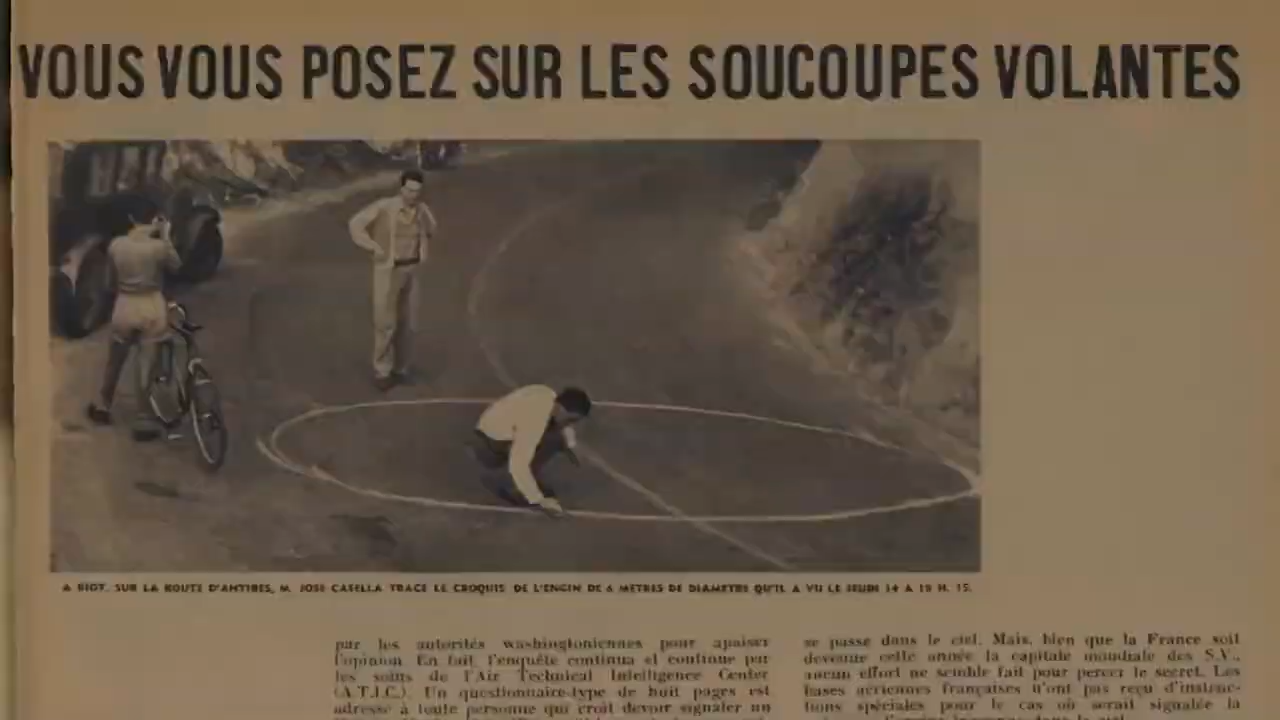 VOUS VOUS POSEZ SUR LES SOUCOUPES VOLANTES
A BIOT, SUR LA ROUTE D'ANTIBES, M. JOSE CASELLA TRACE LE CROQUIS DE L'ENGIN DE 6 METRES DE DIAMETRE QU'IL A VU LE JEUDI 14 A 19 H. 15.
par les autorités washingtoniennes pour apaiser
l'opinion. En fait, l'enquête continua et continue par
les soins de l'Air Technical Intelligence Center
(A.T.I.C.). Un questionnaire-type de huit pages est
adressé à toute personne qui croit devoir signaler un
se passe dans le ciel. Mais, bien que la France soit
devenue cette année la capitale mondiale des S.V.,
aucun effort ne semble fait pour percer le secret. Les
bases aériennes françaises n'ont pas reçu d'instruc-
tions spéciales pour le cas où serait signalée la